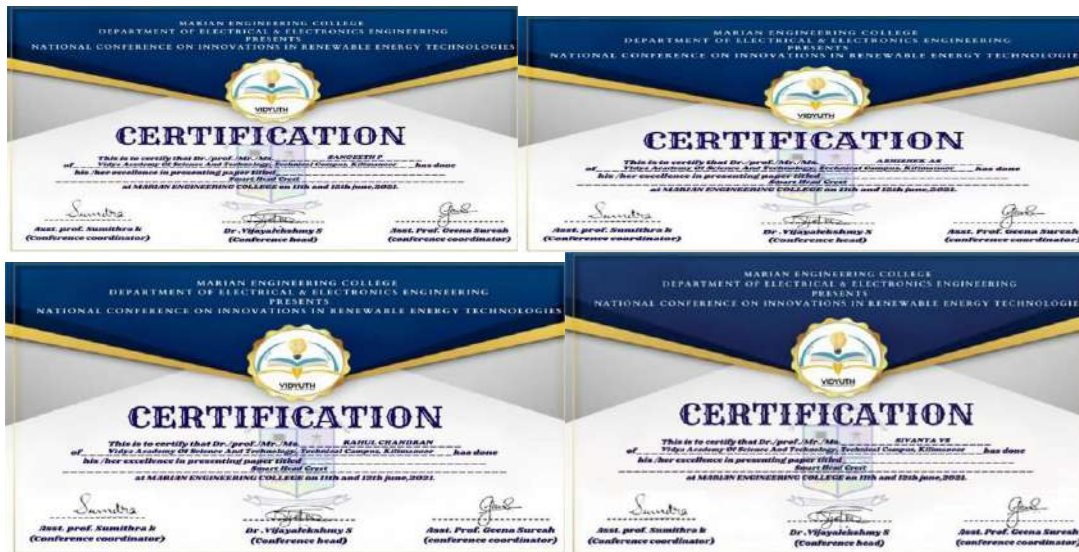 MARIAN ENGINEERING COLLEGE
DEPARTMENT OF ELECTRICAL & ELECTRONICS ENGINEERING
PRESENTS
NATIONAL CONFERENCE ON INNOVATIONS IN RENEWABLE ENERGY TECHNOLOGIES
VIDYUTH
CERTIFICATION
This is to certify that Dr./prof./Mr./Ms. SANGEETH P
of Vidya Academy Of Science And Technology, Technical Campus, Kilimanoor has done
his /her excellence in presenting paper titled
Smart Head Crest
at MARIAN ENGINEERING COLLEGE on 11th and 12th june,2021.
Sumitra
Asst. prof. Sumithra k
(Conference coordinator)
Dr .Vijayalekshmy S
(Conference head)
Asst. Prof. Geena Suresh
(Conference coordinator)
MARIAN ENGINEERING COLLEGE
DEPARTMENT OF ELECTRICAL & ELECTRONICS ENGINEERING
PRESENTS
NATIONAL CONFERENCE ON INNOVATIONS IN RENEWABLE ENERGY TECHNOLOGIE
VIDYUTH
CERTIFICATION
This is to certify that Dr./prof./Mr./Ms. ABHISHEK AS
of Vidya Academy Of Science And Technology, Technical Campus, Kilimanoor has done
his /her excellence in presenting paper titled
Smart Head Crest
at MARIAN ENGINEERING COLLEGE on 11th and 12th june,2021.
Sumitra
Asst. prof. Sumithra k
(Conference coordinator)
Dr .Vijayalekshmy S
(Conference head)
Asst. Prof. Geena Suresh
(Conference coordinator)
MARIAN ENGINEERING COLLEGE
DEPARTMENT OF ELECTRICAL & ELECTRONICS ENGINEERING
PRESENTS
NATIONAL CONFERENCE ON INNOVATIONS IN RENEWABLE ENERGY TECHNOLOGIES
VIDYUTH
CERTIFICATION
This is to certify that Dr./prof./Mr./Ms. RAHUL CHANDRAN
of Vidya Academy Of Science And Technology, Technical Campus, Kilimanoor has done
his /her excellence in presenting paper titled
Smart Head Crest
at MARIAN ENGINEERING COLLEGE on 11th and 12th june,2021.
Sumitra
Asst. prof. Sumithra k
(Conference coordinator)
Dr .Vijayalekshmy S
(Conference head)
Asst. Prof. Geena Suresh
(Conference coordinator)
MARIAN ENGINEERING COLLEGE
DEPARTMENT OF ELECTRICAL & ELECTRONICS ENGINEERING
PRESENTS
NATIONAL CONFERENCE ON INNOVATIONS IN RENEWABLE ENERGY TECHNOLOGIE
VIDYUTH
CERTIFICATION
This is to certify that Dr./prof./Mr./Ms. SIVANYA VS
of Vidya Academy Of Science And Technology, Technical Campus, Kilimanoor has done
his /her excellence in presenting paper titled
Smart Head Crest
at MARIAN ENGINEERING COLLEGE on 11th and 12th june,2021.
Sumitra
Asst. prof. Sumithra k
(Conference coordinator)
Dr .Vijayalekshmy S
(Conference head)
Asst. Prof. Geena Suresh
(Conference coordinator)